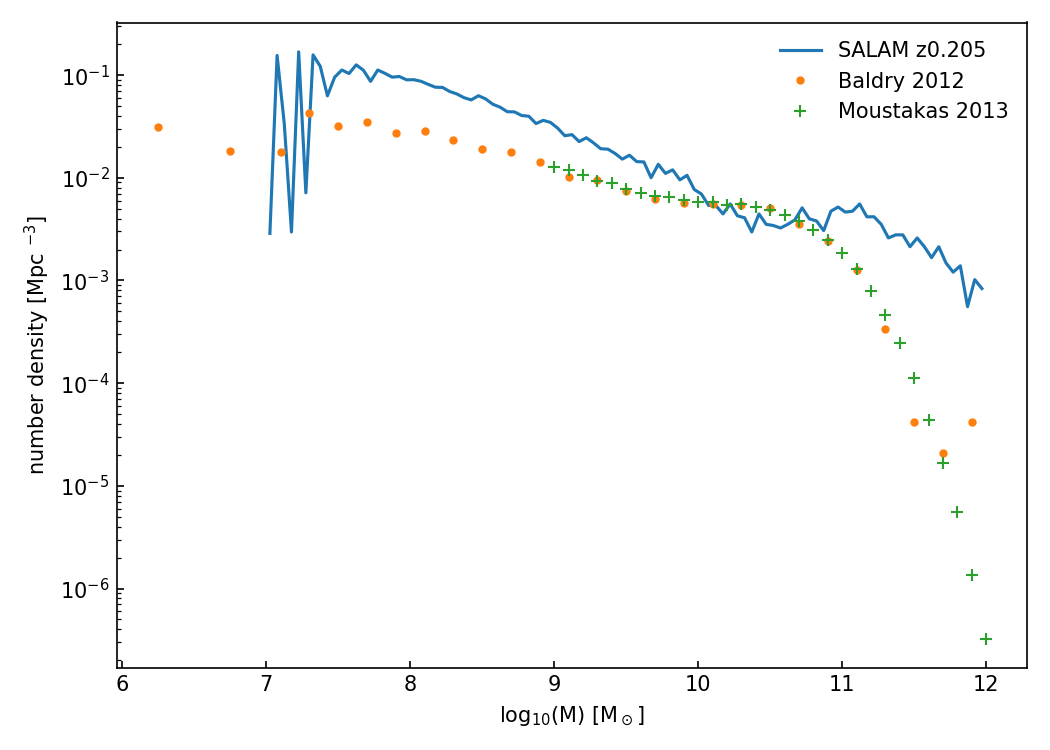 SALAM z0.205
Baldry 2012
Moustakas 2013
number density [Mpc⁻³]
10⁻¹
10⁻²
10⁻³
10⁻⁴
10⁻⁵
10⁻⁶
6 7 8 9 10 11 12
log₁₀(M) [M⊙]